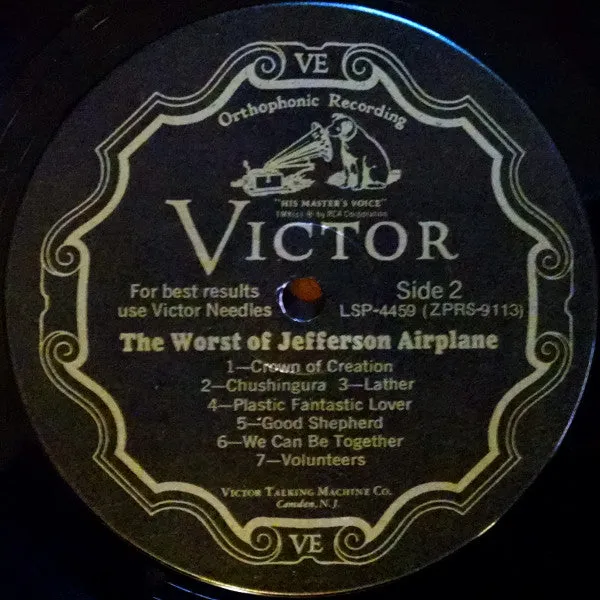 VE
Orthophonic Recording
"HIS MASTER'S VOICE"
VICTOR
For best results
use Victor Needles
Side 2
LSP-4459 (ZPRS-9113)
The Worst of Jefferson Airplane
1—Crown of Creation
2—Chushingura 3—Lather
4—Plastic Fantastic Lover
5—Good Shepherd
6—We Can Be Together
7—Volunteers
VICTOR TALKING MACHINE CO.
Camden, N. J.
VE